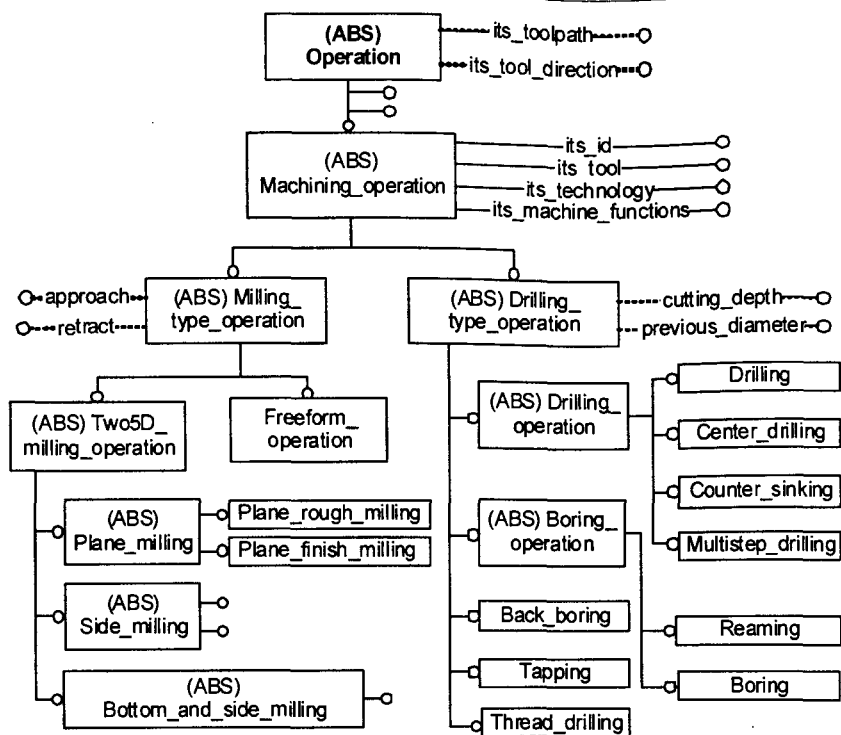 (ABS)
Operation
its_toolpath
its_tool_direction
(ABS)
Machining_operation
its_id
its_tool
its_technology
its_machine_functions
approach
retract
(ABS) Milling_
type_operation
(ABS) Drilling_
type_operation
cutting_depth
previous_diameter
(ABS) Two5D_
milling_operation
Freeform_
operation
(ABS) Drilling_
operation
Drilling
Center_drilling
Counter_sinking
Multistep_drilling
(ABS)
Plane_milling
Plane_rough_milling
Plane_finish_milling
(ABS) Boring_
operation
(ABS)
Side_milling
Back_boring
Reaming
(ABS)
Bottom_and_side_milling
Tapping
Boring
Thread_drilling